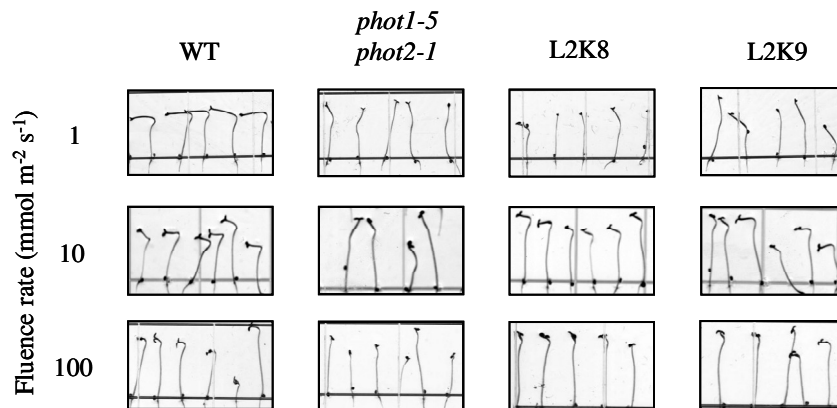 WT
phot1-5
phot2-1
L2K8
L2K9
Fluence rate (mmol m-2 s-1)
1
10
100